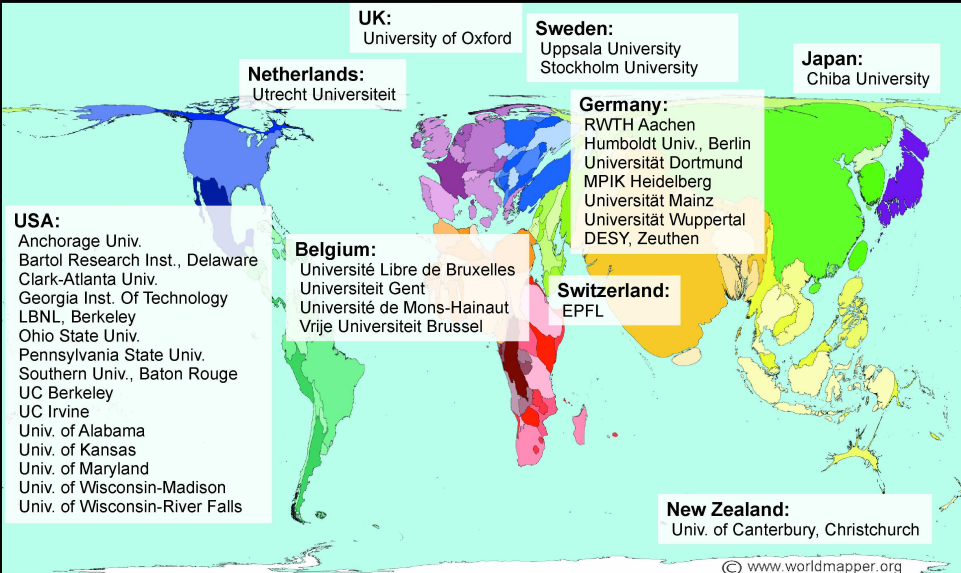 UK:
University of Oxford
Sweden:
Uppsala University
Stockholm University
Japan:
Chiba University
Netherlands:
Utrecht Universiteit
Germany:
RWTH Aachen
Humboldt Univ., Berlin
Universität Dortmund
MPIK Heidelberg
Universität Mainz
Universität Wuppertal
DESY, Zeuthen
USA:
Anchorage Univ.
Bartol Research Inst., Delaware
Clark-Atlanta Univ.
Georgia Inst. Of Technology
LBNL, Berkeley
Ohio State Univ.
Pennsylvania State Univ.
Southern Univ., Baton Rouge
UC Berkeley
UC Irvine
Univ. of Alabama
Univ. of Kansas
Univ. of Maryland
Univ. of Wisconsin-Madison
Univ. of Wisconsin-River Falls
Belgium:
Université Libre de Bruxelles
Universiteit Gent
Université de Mons-Hainaut
Vrije Universiteit Brussel
Switzerland:
EPFL
New Zealand:
Univ. of Canterbury, Christchurch
© www.worldmapper.org